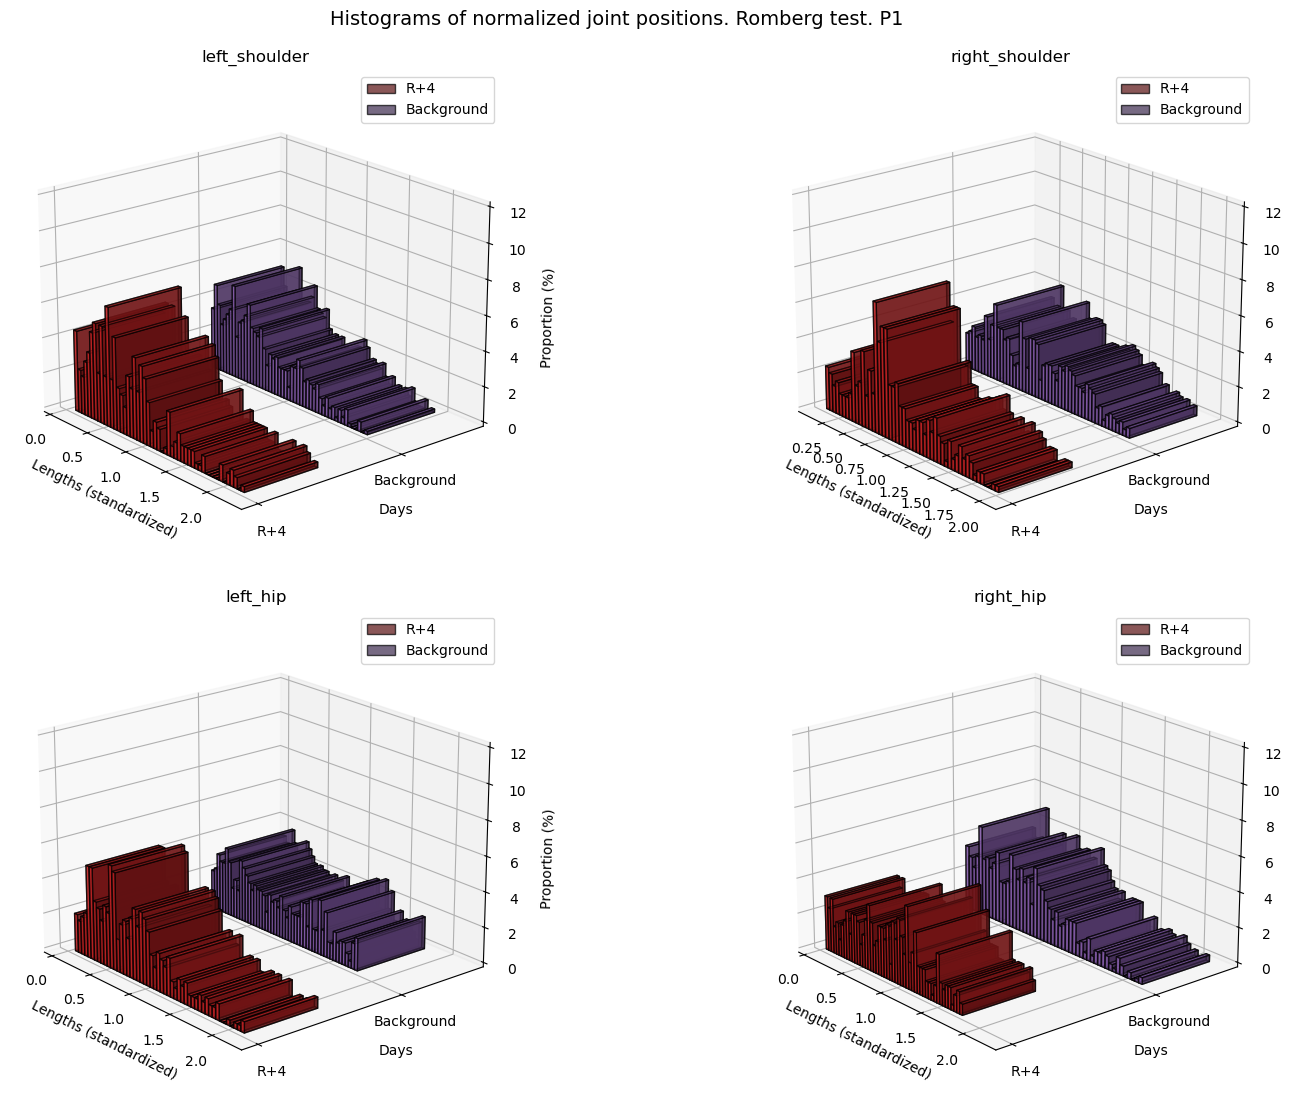 Histograms of normalized joint positions. Romberg test. P1
left_shoulder
R+4
Background
12
10
8
6
4
2
0
Proportion (%)
0.0
0.5
1.0
1.5
2.0
Lengths (standardized)
Background
Days
R+4
right_shoulder
R+4
Background
12
10
8
6
4
2
0
0.25
0.50
0.75
1.00
1.25
1.50
1.75
2.00
Lengths (standardized)
Background
Days
R+4
left_hip
R+4
Background
12
10
8
6
4
2
0
Proportion (%)
0.0
0.5
1.0
1.5
2.0
Lengths (standardized)
Background
Days
R+4
right_hip
R+4
Background
12
10
8
6
4
2
0
0.0
0.5
1.0
1.5
2.0
Lengths (standardized)
Background
Days
R+4